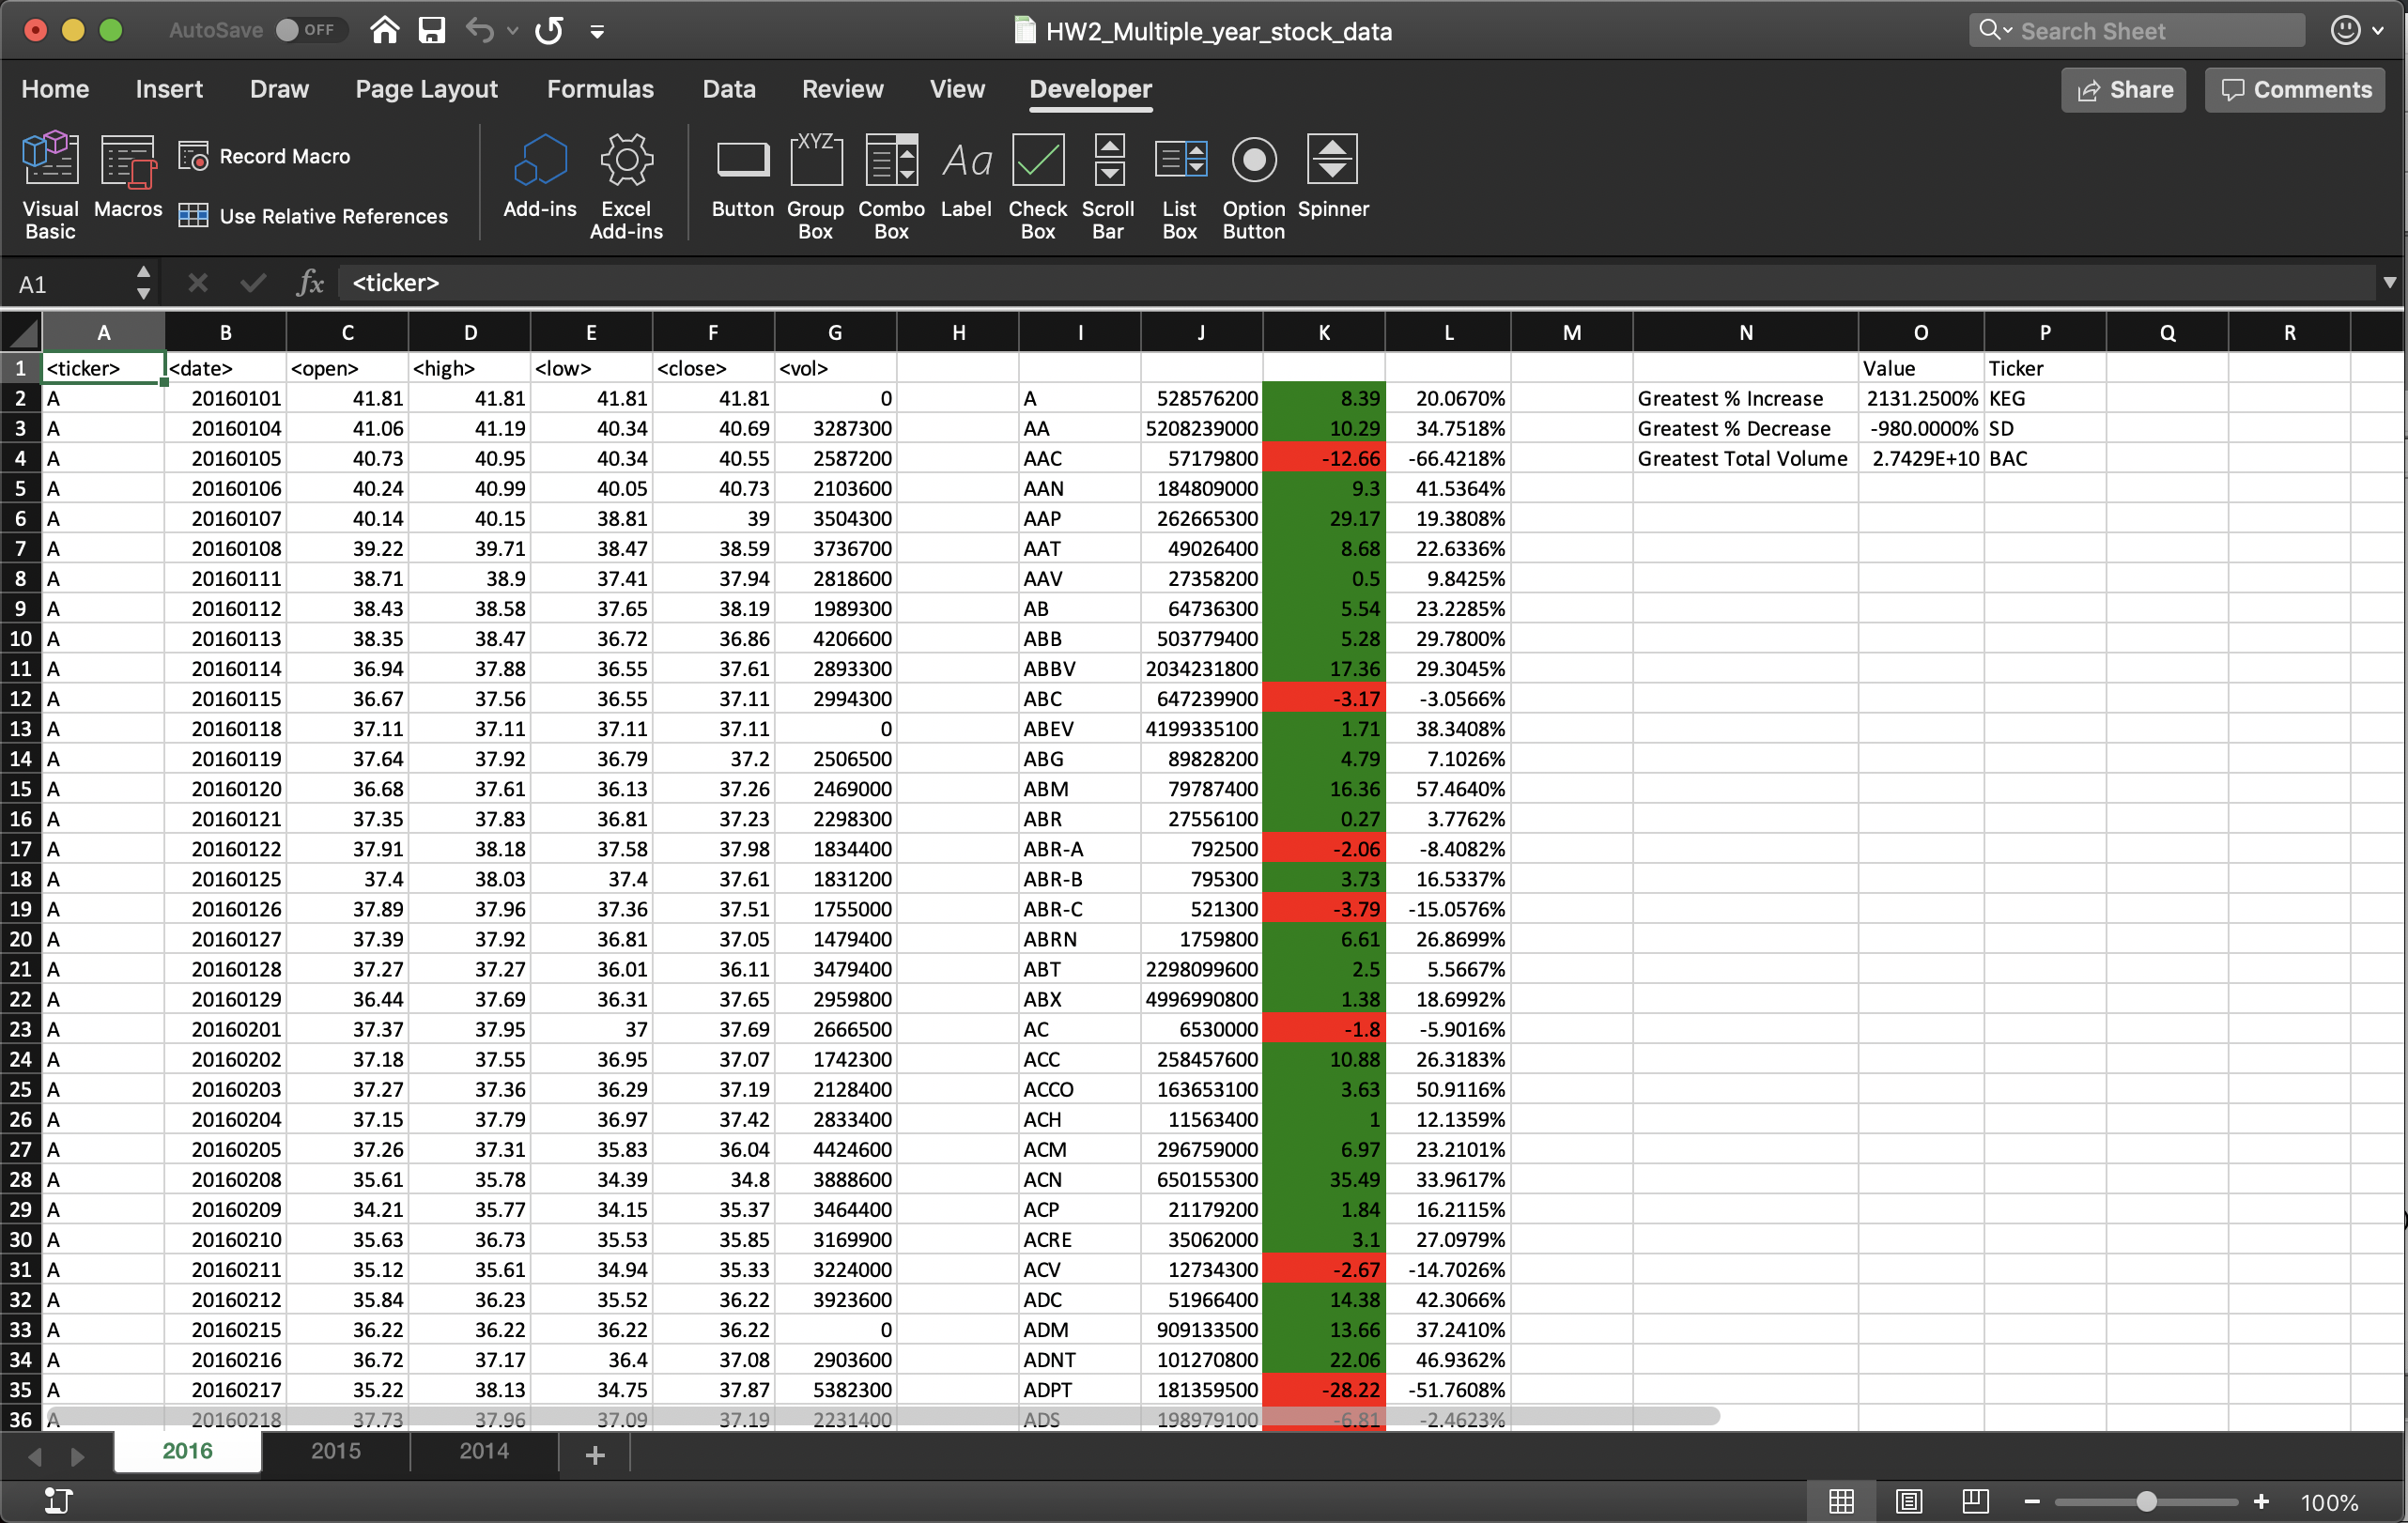 AutoSave OFF HW2_Multiple_year_stock_data Search Sheet
Home Insert Draw Page Layout Formulas Data Review View Developer Share Comments
Visual Basic Macros Record Macro Use Relative References Add-ins Excel Add-ins Button XYZ Group Box Combo Box Aa Label Check Box Scroll Bar List Box Option Button Spinner
A1 fx <ticker>
A B C D E F G H I J K L M N O P Q R
1 <ticker> <date> <open> <high> <low> <close> <vol> Value Ticker
2 A 20160101 41.81 41.81 41.81 41.81 0 A 528576200 8.39 20.0670% Greatest % Increase 2131.2500% KEG
3 A 20160104 41.06 41.19 40.34 40.69 3287300 AA 5208239000 10.29 34.7518% Greatest % Decrease -980.0000% SD
4 A 20160105 40.73 40.95 40.34 40.55 2587200 AAC 57179800 -12.66 -66.4218% Greatest Total Volume 2.7429E+10 BAC
5 A 20160106 40.24 40.99 40.05 40.73 2103600 AAN 184809000 9.3 41.5364%
6 A 20160107 40.14 40.15 38.81 39 3504300 AAP 262665300 29.17 19.3808%
7 A 20160108 39.22 39.71 38.47 38.59 3736700 AAT 49026400 8.68 22.6336%
8 A 20160111 38.71 38.9 37.41 37.94 2818600 AAV 27358200 0.5 9.8425%
9 A 20160112 38.43 38.58 37.65 38.19 1989300 AB 64736300 5.54 23.2285%
10 A 20160113 38.35 38.47 36.72 36.86 4206600 ABB 503779400 5.28 29.7800%
11 A 20160114 36.94 37.88 36.55 37.61 2893300 ABBV 2034231800 17.36 29.3045%
12 A 20160115 36.67 37.56 36.55 37.11 2994300 ABC 647239900 -3.17 -3.0566%
13 A 20160118 37.11 37.11 37.11 37.11 0 ABEV 4199335100 1.71 38.3408%
14 A 20160119 37.64 37.92 36.79 37.2 2506500 ABG 89828200 4.79 7.1026%
15 A 20160120 36.68 37.61 36.13 37.26 2469000 ABM 79787400 16.36 57.4640%
16 A 20160121 37.35 37.83 36.81 37.23 2298300 ABR 27556100 0.27 3.7762%
17 A 20160122 37.91 38.18 37.58 37.98 1834400 ABR-A 792500 -2.06 -8.4082%
18 A 20160125 37.4 38.03 37.4 37.61 1831200 ABR-B 795300 3.73 16.5337%
19 A 20160126 37.89 37.96 37.36 37.51 1755000 ABR-C 521300 -3.79 -15.0576%
20 A 20160127 37.39 37.92 36.81 37.05 1479400 ABRN 1759800 6.61 26.8699%
21 A 20160128 37.27 37.27 36.01 36.11 3479400 ABT 2298099600 2.5 5.5667%
22 A 20160129 36.44 37.69 36.31 37.65 2959800 ABX 4996990800 1.38 18.6992%
23 A 20160201 37.37 37.95 37 37.69 2666500 AC 6530000 -1.8 -5.9016%
24 A 20160202 37.18 37.55 36.95 37.07 1742300 ACC 258457600 10.88 26.3183%
25 A 20160203 37.27 37.36 36.29 37.19 2128400 ACCO 163653100 3.63 50.9116%
26 A 20160204 37.15 37.79 36.97 37.42 2833400 ACH 11563400 1 12.1359%
27 A 20160205 37.26 37.31 35.83 36.04 4424600 ACM 296759000 6.97 23.2101%
28 A 20160208 35.61 35.78 34.39 34.8 3888600 ACN 650155300 35.49 33.9617%
29 A 20160209 34.21 35.77 34.15 35.37 3464400 ACP 21179200 1.84 16.2115%
30 A 20160210 35.63 36.73 35.53 35.85 3169900 ACRE 35062000 3.1 27.0979%
31 A 20160211 35.12 35.61 34.94 35.33 3224000 ACV 12734300 -2.67 -14.7026%
32 A 20160212 35.84 36.23 35.52 36.22 3923600 ADC 51966400 14.38 42.3066%
33 A 20160215 36.22 36.22 36.22 36.22 0 ADM 909133500 13.66 37.2410%
34 A 20160216 36.72 37.17 36.4 37.08 2903600 ADNT 101270800 22.06 46.9362%
35 A 20160217 35.22 38.13 34.75 37.87 5382300 ADPT 181359500 -28.22 -51.7608%
36 A 20160218 37.73 37.96 37.09 37.19 2231400 ADS 198979100 -6.81 -2.4623%
2016 2015 2014 +
100%